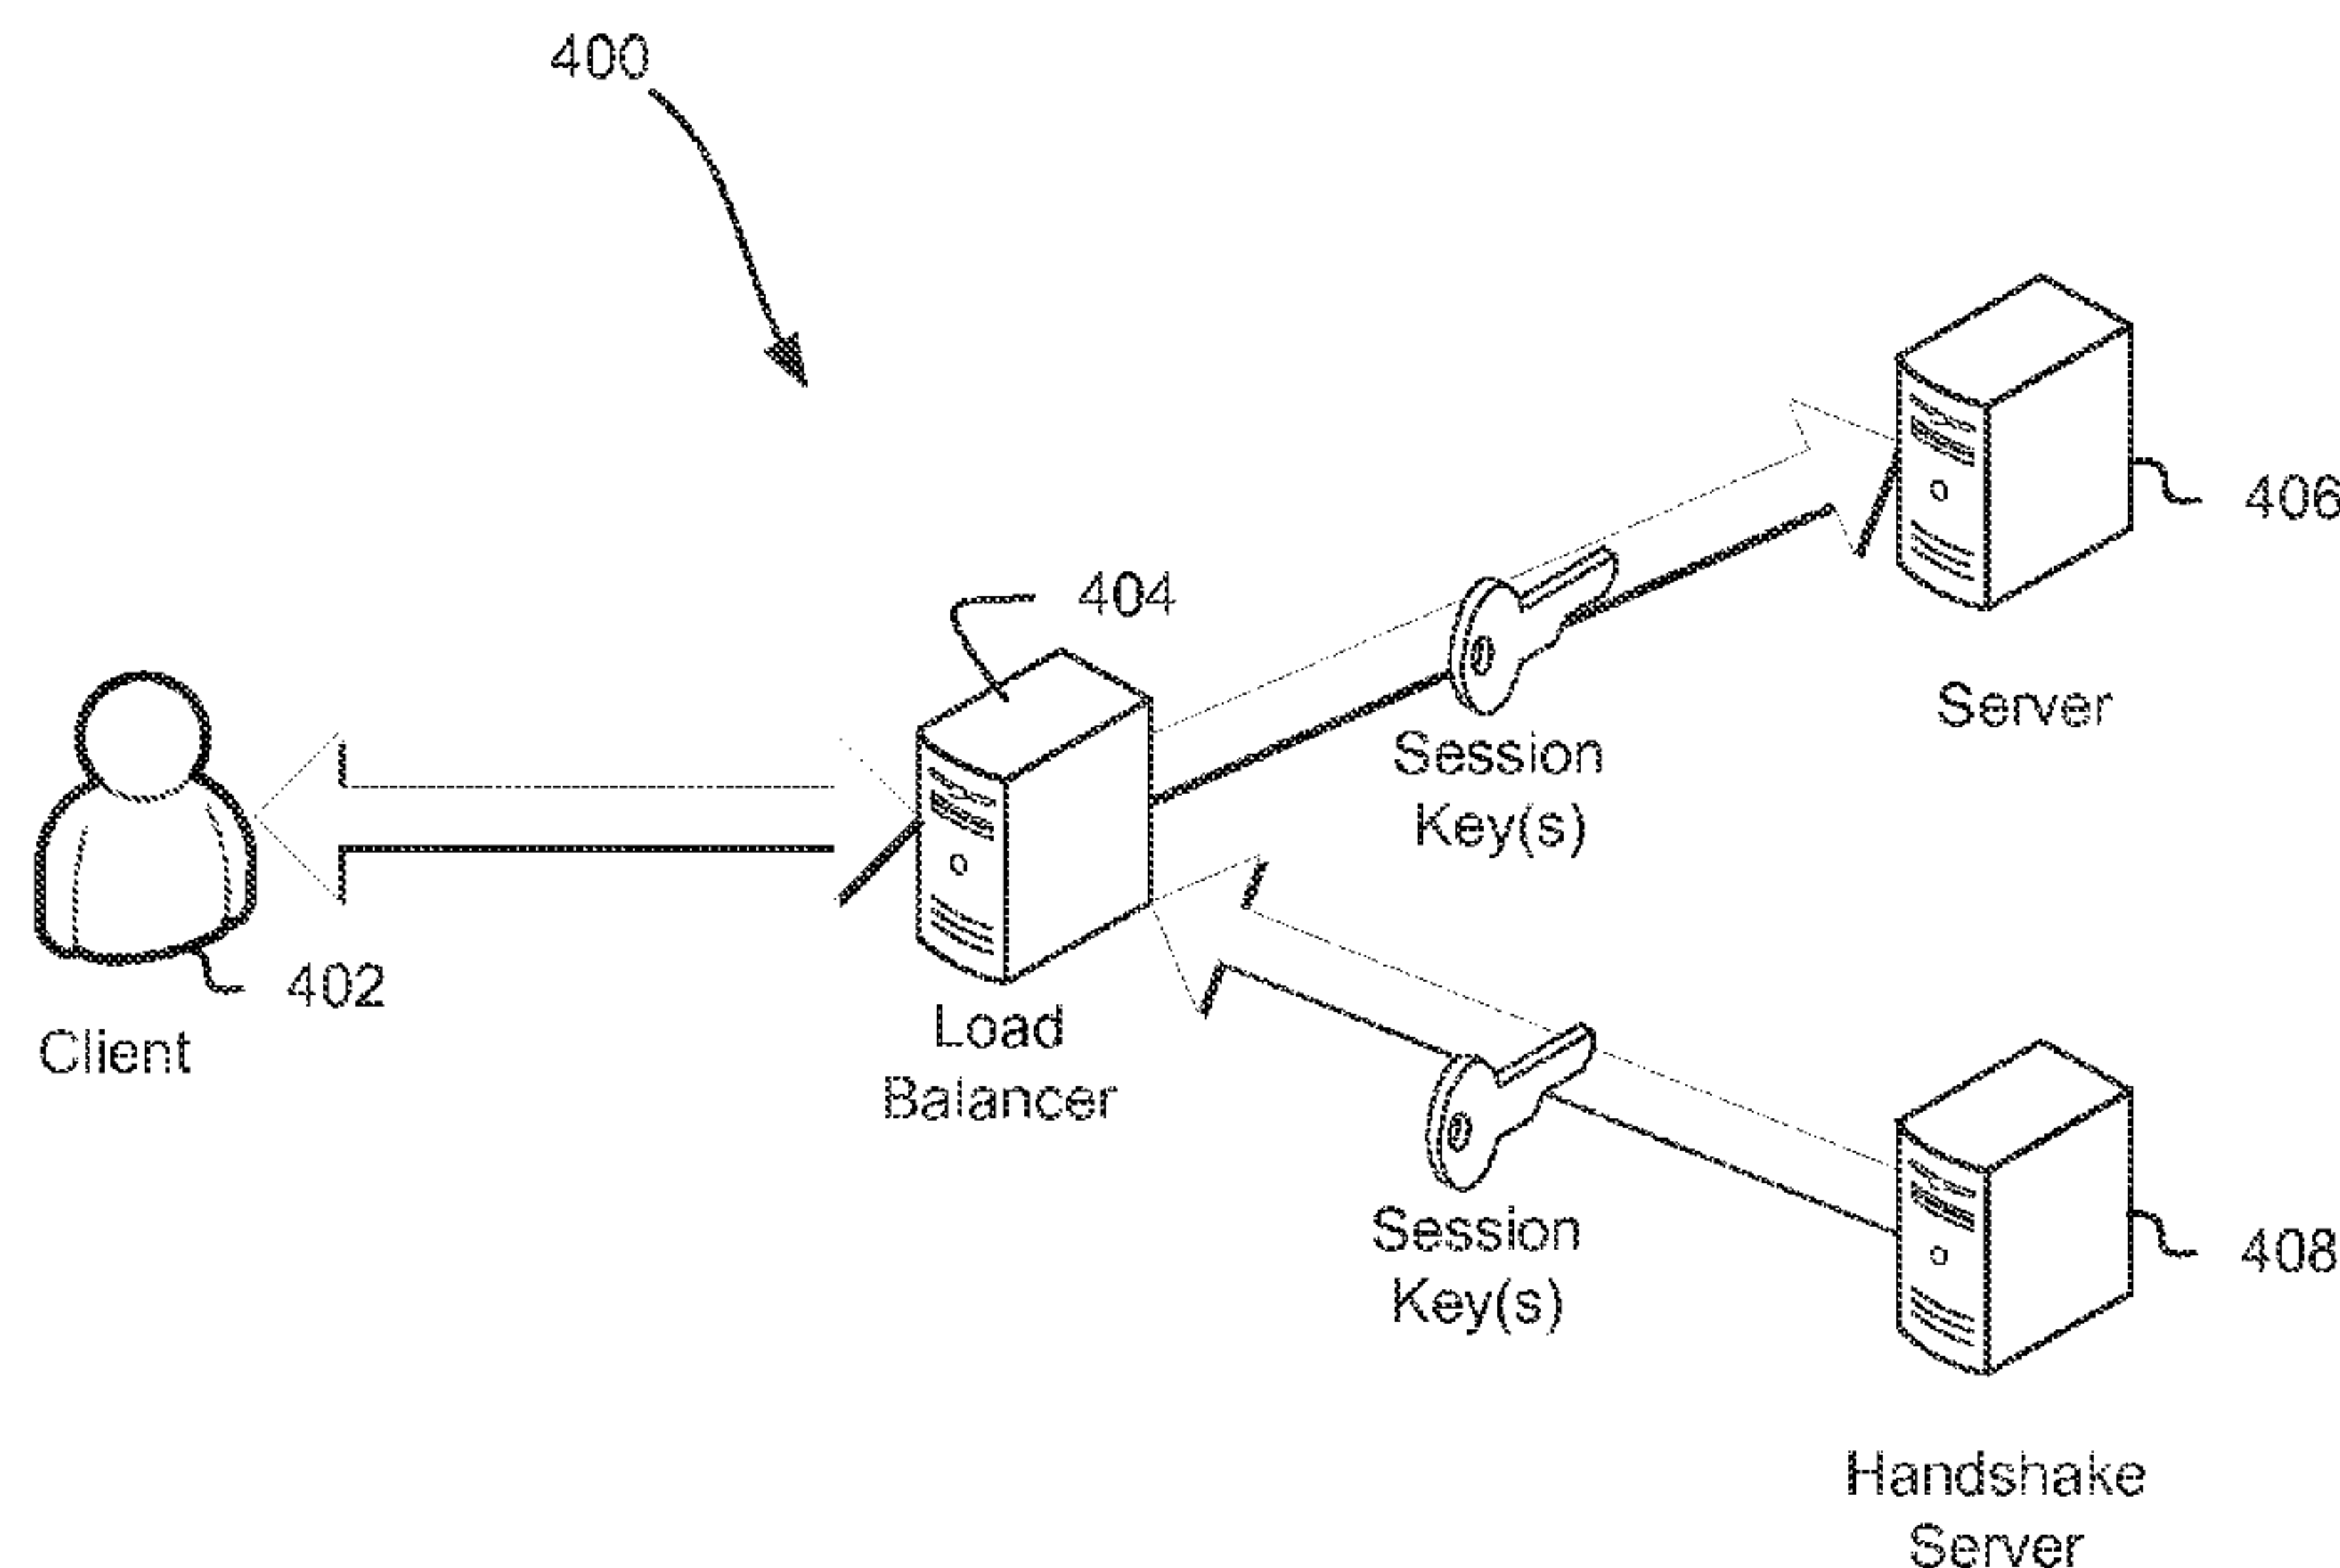 400
406
404
Server
Session
Key(s)
402
Client
Load
Balancer
Session
Key(s)
408
Handshake
Server